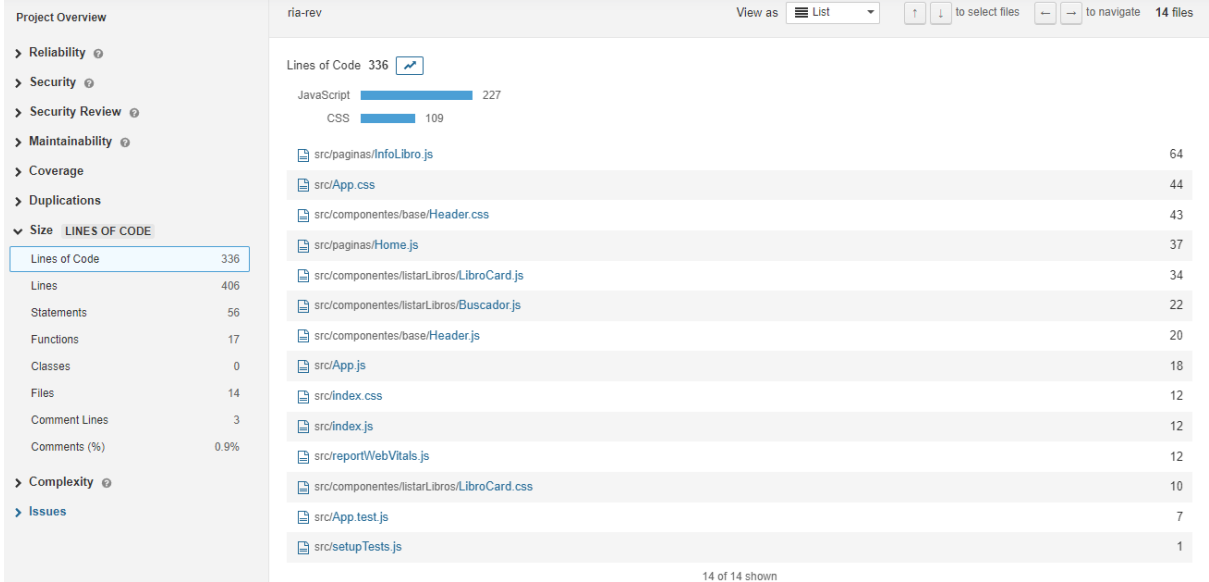 Project Overview
Reliability
Security
Security Review
Maintainability
Coverage
Duplications
Size LINES OF CODE
Lines of Code 336
Lines 406
Statements 56
Functions 17
Classes 0
Files 14
Comment Lines 3
Comments (%) 0.9%
Complexity
Issues
ria-rev View as List ↑ ↓ to select files ← → to navigate 14 files
Lines of Code 336
JavaScript 227
CSS 109
src/paginas/InfoLibro.js 64
src/App.css 44
src/componentes/base/Header.css 43
src/paginas/Home.js 37
src/componentes/listarLibros/LibroCard.js 34
src/componentes/listarLibros/Buscador.js 22
src/componentes/base/Header.js 20
src/App.js 18
src/index.css 12
src/index.js 12
src/reportWebVitals.js 12
src/componentes/listarLibros/LibroCard.css 10
src/App.test.js 7
src/setupTests.js 1
14 of 14 shown